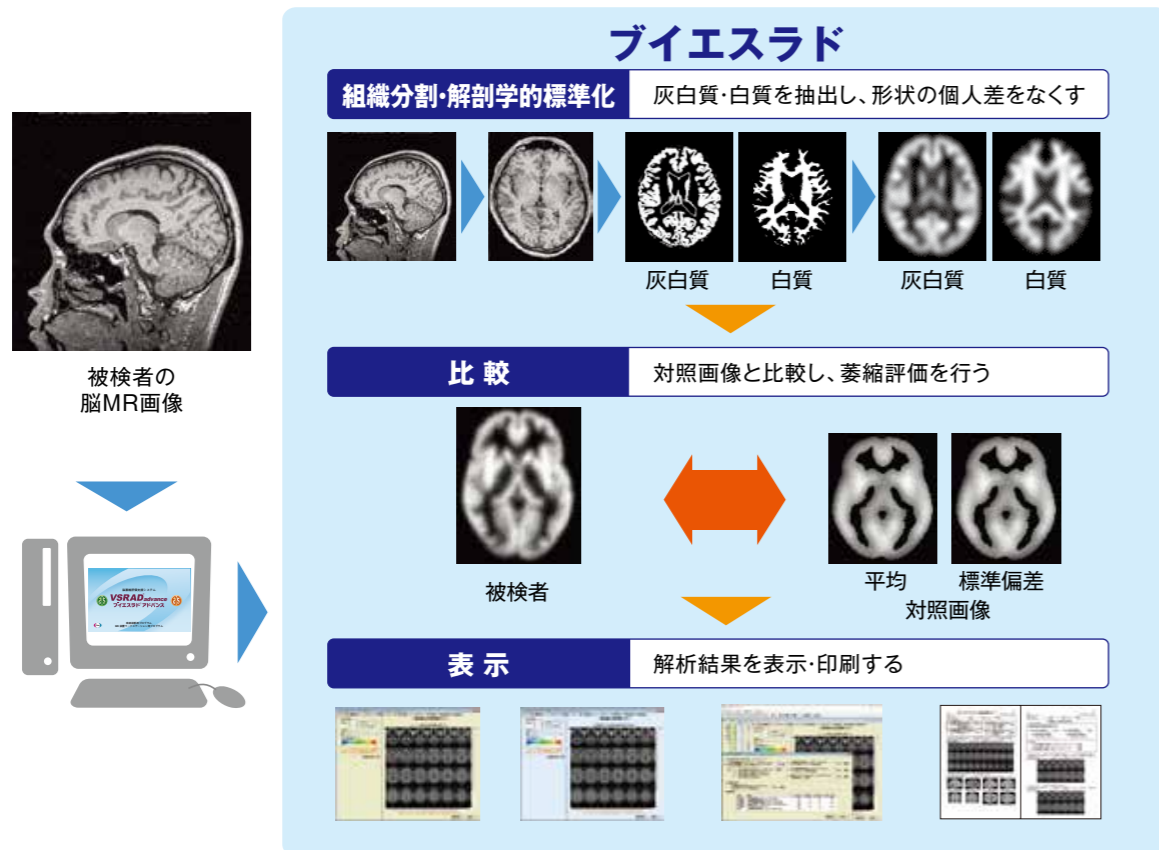 ブイエスラド
組織分割・解剖学的標準化
灰白質・白質を抽出し、形状の個人差をなくす
灰白質
白質
灰白質
白質
被検者の
脳MR画像
比較
対照画像と比較し、萎縮評価を行う
被検者
平均
標準偏差
対照画像
VSRAD advance
ブイエスラド アドバンス
表示
解析結果を表示・印刷する